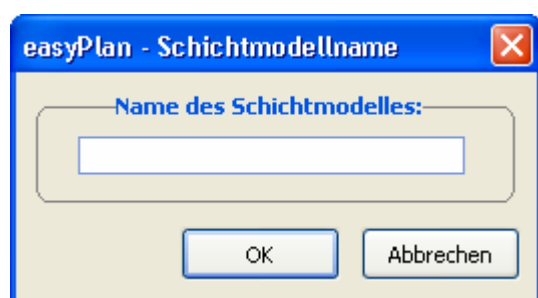 easyPlan - Schichtmodellname
Name des Schichtmodelles:
OK
Abbrechen